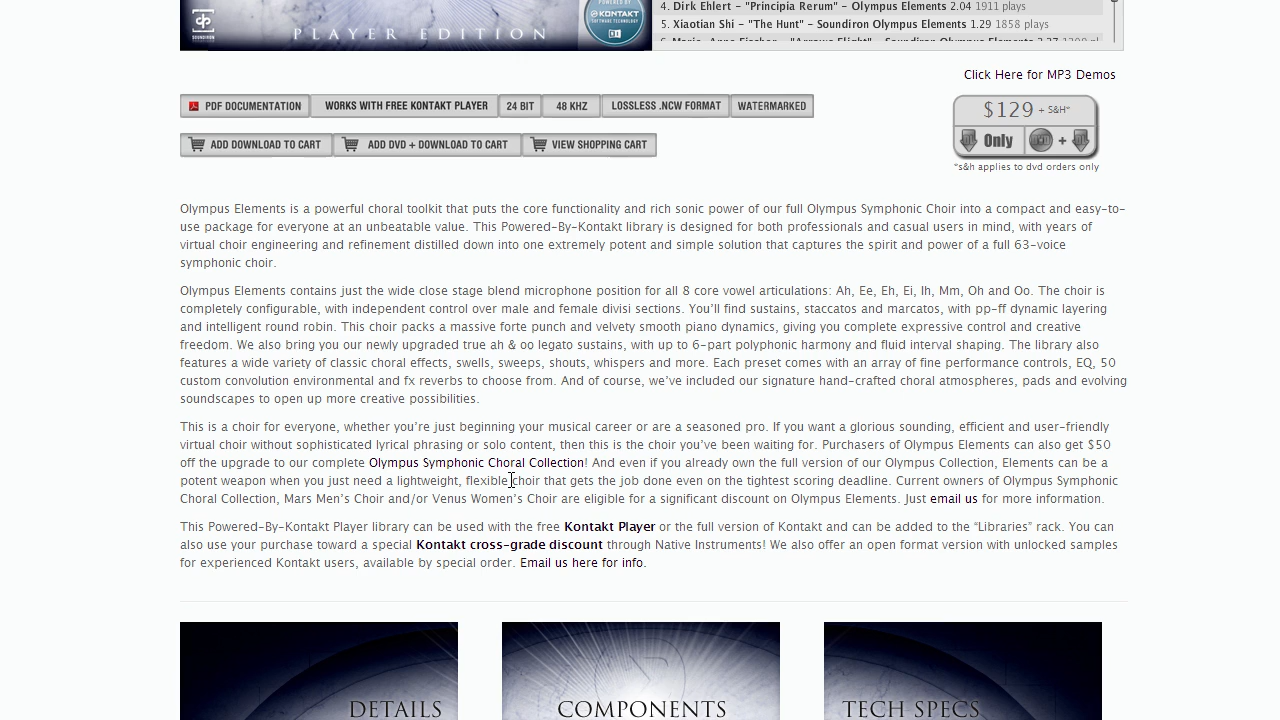 4. Dirk Ehlert – "Principia Rerum" – Olympus Elements 2.04 1911 plays
POWERED BY
KONTAKT
SOFTWARE TECHNOLOGY
SOUNDIRON
PLAYER EDITION
5. Xiaotian Shi – "The Hunt" – Soundiron Olympus Elements 1.29 1858 plays
Click Here for MP3 Demos
PDF DOCUMENTATION
WORKS WITH FREE KONTAKT PLAYER
24 BIT
48 KHZ
LOSSLESS .NCW FORMAT
WATERMARKED
$129 + S&H*
ADD DOWNLOAD TO CART
ADD DVD + DOWNLOAD TO CART
VIEW SHOPPING CART
Only
+
*s&h applies to dvd orders only
Olympus Elements is a powerful choral toolkit that puts the core functionality and rich sonic power of our full Olympus Symphonic Choir into a compact and easy-to-
use package for everyone at an unbeatable value. This Powered-By-Kontakt library is designed for both professionals and casual users in mind, with years of
virtual choir engineering and refinement distilled down into one extremely potent and simple solution that captures the spirit and power of a full 63-voice
symphonic choir.
Olympus Elements contains just the wide close stage blend microphone position for all 8 core vowel articulations: Ah, Ee, Eh, Ei, Ih, Mm, Oh and Oo. The choir is
completely configurable, with independent control over male and female divisi sections. You'll find sustains, staccatos and marcatos, with pp-ff dynamic layering
and intelligent round robin. This choir packs a massive forte punch and velvety smooth piano dynamics, giving you complete expressive control and creative
freedom. We also bring you our newly upgraded true ah & oo legato sustains, with up to 6-part polyphonic harmony and fluid interval shaping. The library also
features a wide variety of classic choral effects, swells, sweeps, shouts, whispers and more. Each preset comes with an array of fine performance controls, EQ, 50
custom convolution environmental and fx reverbs to choose from. And of course, we've included our signature hand-crafted choral atmospheres, pads and evolving
soundscapes to open up more creative possibilities.
This is a choir for everyone, whether you're just beginning your musical career or are a seasoned pro. If you want a glorious sounding, efficient and user-friendly
virtual choir without sophisticated lyrical phrasing or solo content, then this is the choir you've been waiting for. Purchasers of Olympus Elements can also get $50
off the upgrade to our complete Olympus Symphonic Choral Collection! And even if you already own the full version of our Olympus Collection, Elements can be a
potent weapon when you just need a lightweight, flexible choir that gets the job done even on the tightest scoring deadline. Current owners of Olympus Symphonic
Choral Collection, Mars Men's Choir and/or Venus Women's Choir are eligible for a significant discount on Olympus Elements. Just email us for more information.
This Powered-By-Kontakt Player library can be used with the free Kontakt Player or the full version of Kontakt and can be added to the "Libraries" rack. You can
also use your purchase toward a special Kontakt cross-grade discount through Native Instruments! We also offer an open format version with unlocked samples
for experienced Kontakt users, available by special order. Email us here for info.
DETAILS
COMPONENTS
TECH SPECS